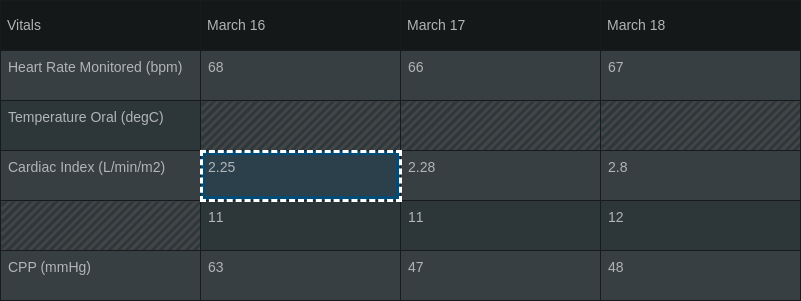 Vitals March 16 March 17 March 18
Heart Rate Monitored (bpm) 68 66 67
Temperature Oral (degC)
Cardiac Index (L/min/m2) 2.25 2.28 2.8
11 11 12
CPP (mmHg) 63 47 48